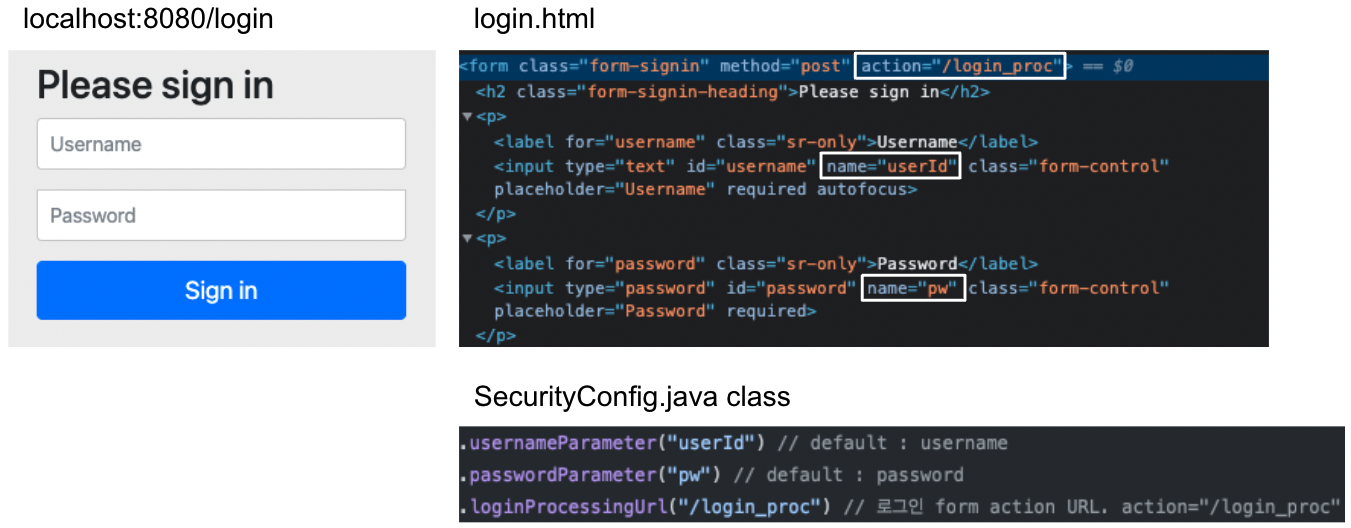 localhost:8080/login
Please sign in
Username
Password
Sign in
login.html
<form class="form-signin" method="post" action="/login_proc"> == $0
<h2 class="form-signin-heading">Please sign in</h2>
▼<p>
<label for="username" class="sr-only">Username</label>
<input type="text" id="username" name="userId" class="form-control"
placeholder="Username" required autofocus>
</p>
▼<p>
<label for="password" class="sr-only">Password</label>
<input type="password" id="password" name="pw" class="form-control"
placeholder="Password" required>
</p>
SecurityConfig.java class
.usernameParameter("userId") // default : username
.passwordParameter("pw") // default : password
.loginProcessingUrl("/login_proc") // 로그인 form action URL. action="/login_proc"